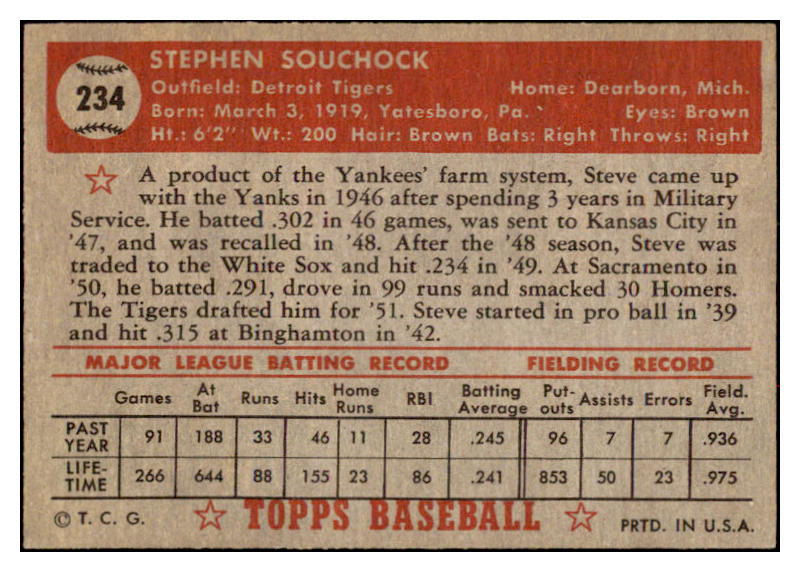 234
STEPHEN SOUCHOCK
Outfield: Detroit Tigers Home: Dearborn, Mich.
Born: March 3, 1919, Yatesboro, Pa. Eyes: Brown
Ht.: 6'2" Wt.: 200 Hair: Brown Bats: Right Throws: Right
A product of the Yankees' farm system, Steve came up
with the Yanks in 1946 after spending 3 years in Military
Service. He batted .302 in 46 games, was sent to Kansas City in
'47, and was recalled in '48. After the '48 season, Steve was
traded to the White Sox and hit .234 in '49. At Sacramento in
'50, he batted .291, drove in 99 runs and smacked 30 Homers.
The Tigers drafted him for '51. Steve started in pro ball in '39
and hit .315 at Binghamton in '42.
MAJOR LEAGUE BATTING RECORD FIELDING RECORD
Games At Bat Runs Hits Home Runs RBI Batting Average Put-outs Assists Errors Field. Avg.
PAST YEAR 91 188 33 46 11 28 .245 96 7 7 .936
LIFE-TIME 266 644 88 155 23 86 .241 853 50 23 .975
© T. C. G. TOPPS BASEBALL PRTD. IN U.S.A.